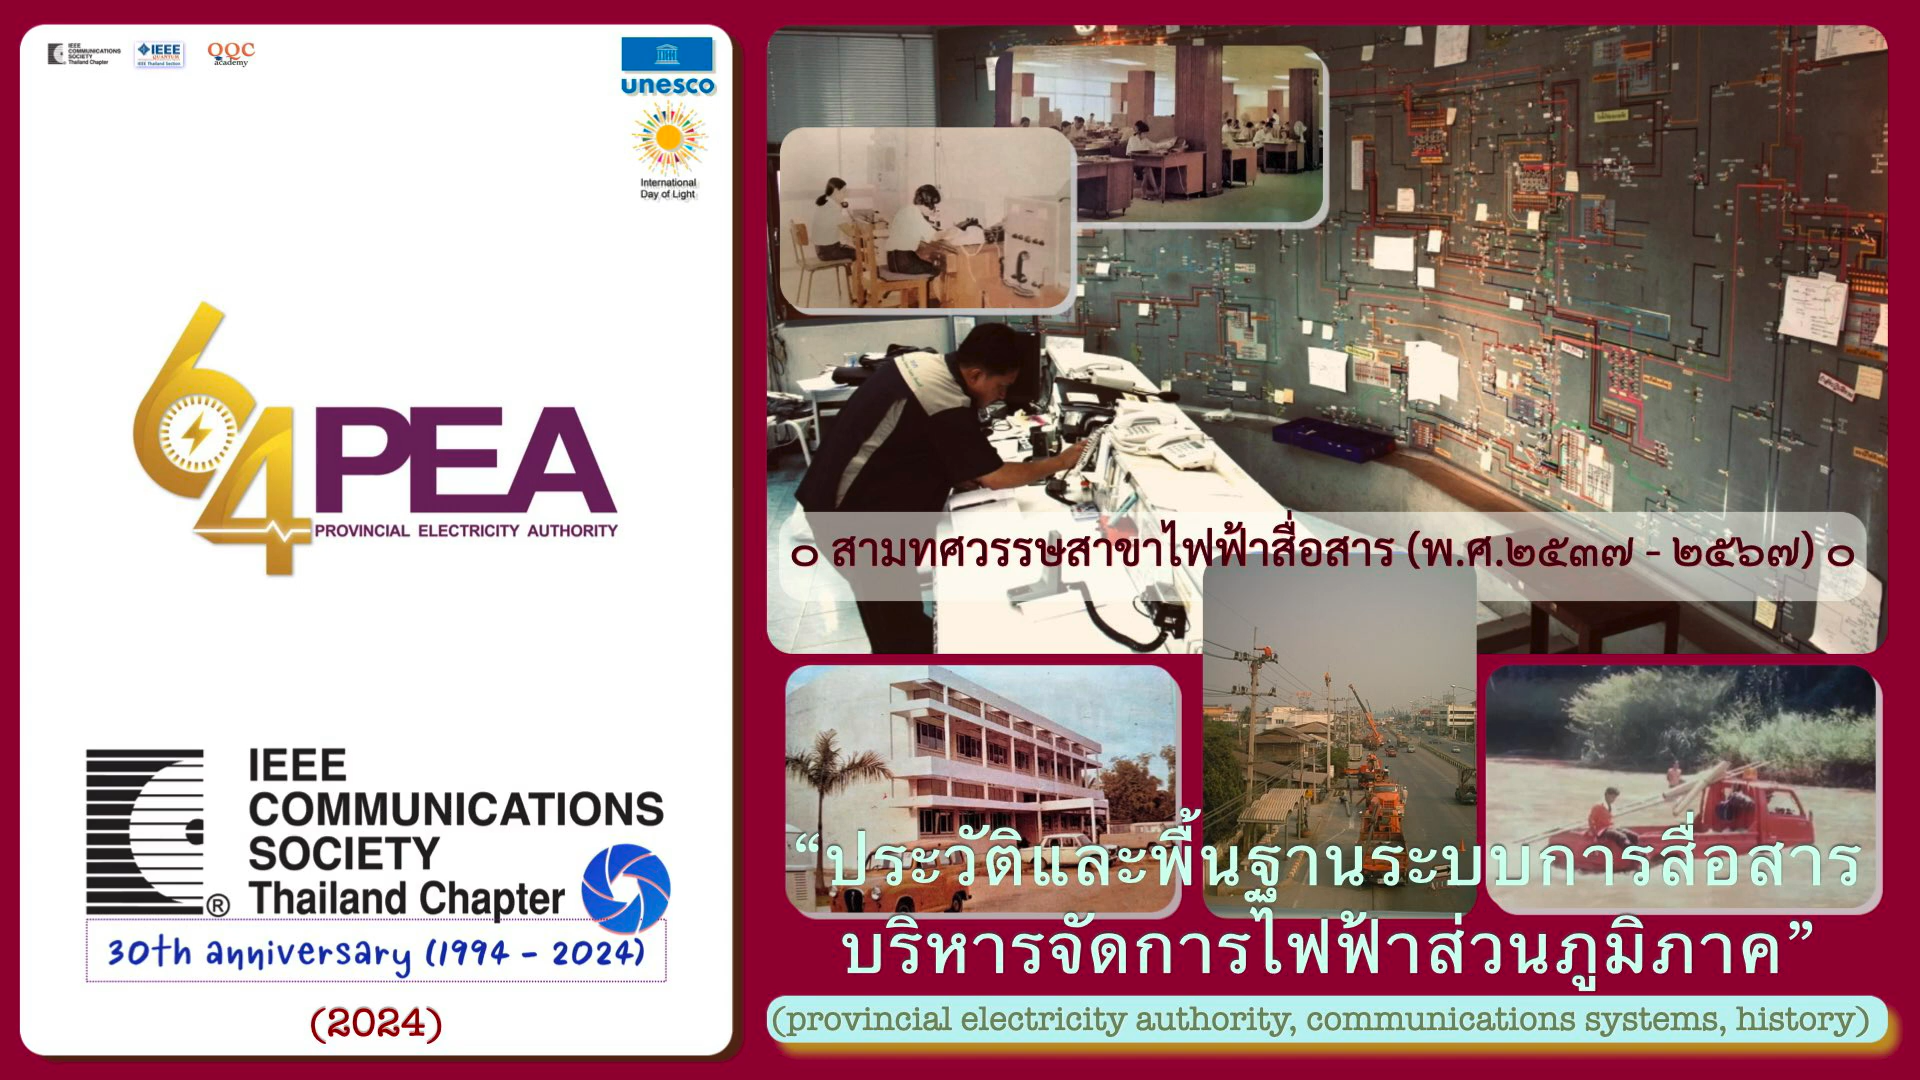 IEEE
COMMUNICATIONS
SOCIETY
Thailand Chapter
IEEE
QUANTUM
IEEE Thailand Section
QQC
academy
unesco
International
Day of Light
64 PEA
PROVINCIAL ELECTRICITY AUTHORITY
IEEE
COMMUNICATIONS
SOCIETY
Thailand Chapter
®
30th anniversary (1994 - 2024)
(2024)
๐ สามทศวรรษสาขาไฟฟ้าสื่อสาร (พ.ศ.๒๕๓๗ - ๒๕๖๗) ๐
“ประวัติและพื้นฐานระบบการสื่อสาร
บริหารจัดการไฟฟ้าส่วนภูมิภาค”
(provincial electricity authority, communications systems, history)